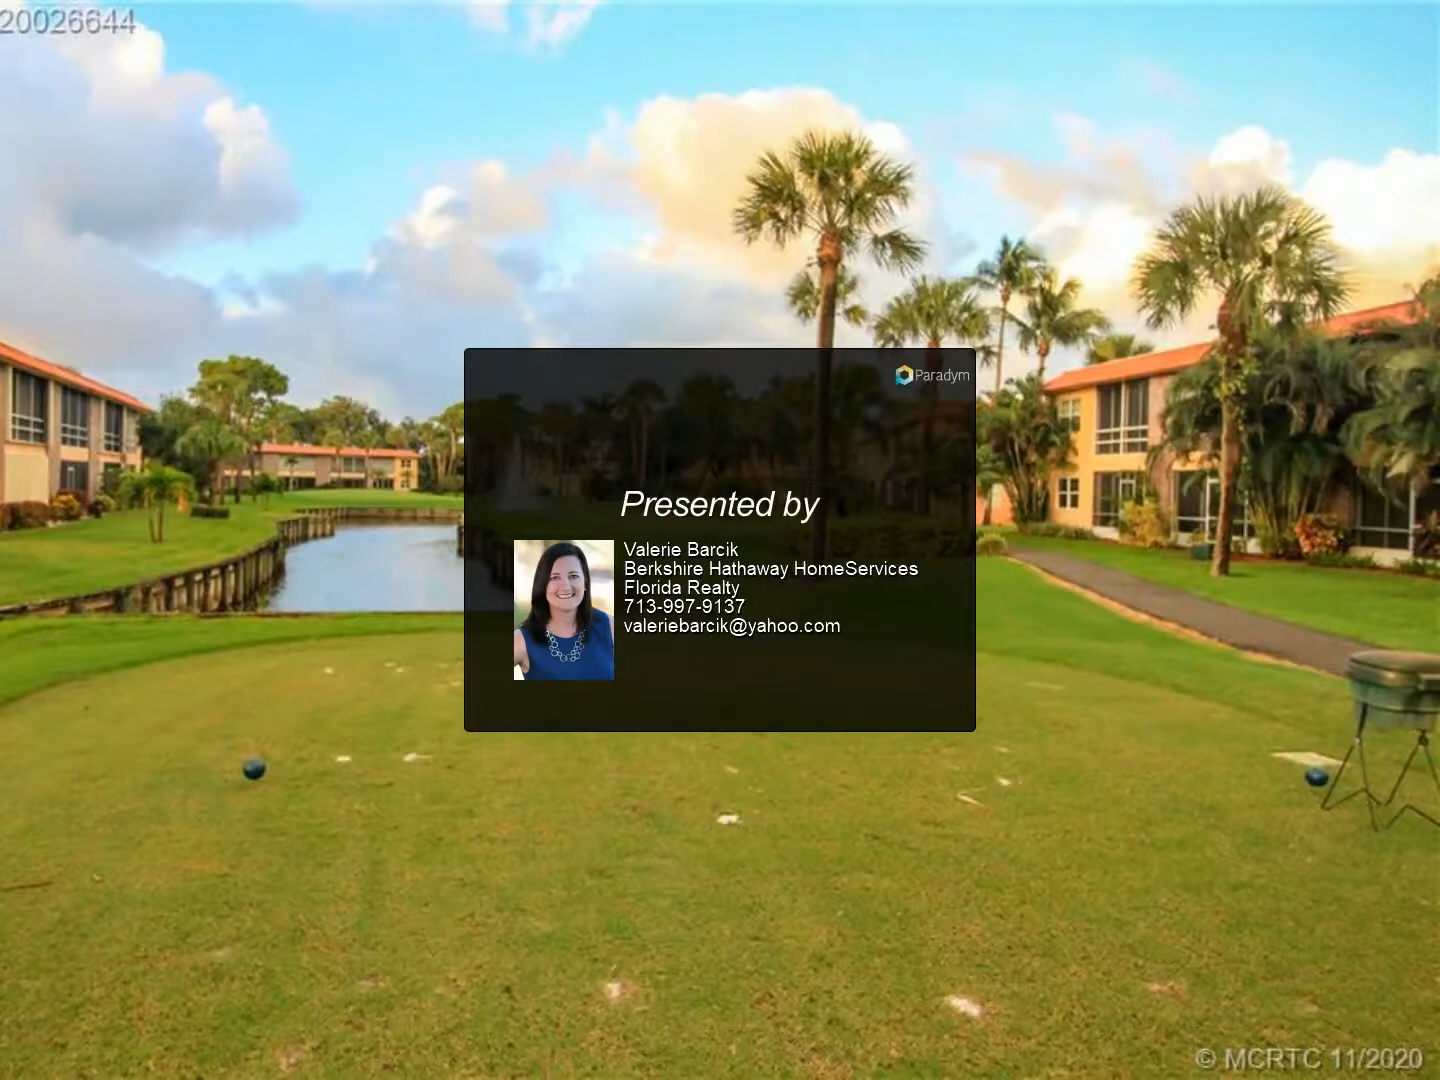 20026644
Paradym
Presented by
Valerie Barcik
Berkshire Hathaway HomeServices
Florida Realty
713-997-9137
valeriebarcik@yahoo.com
© MCRTC 11/2020